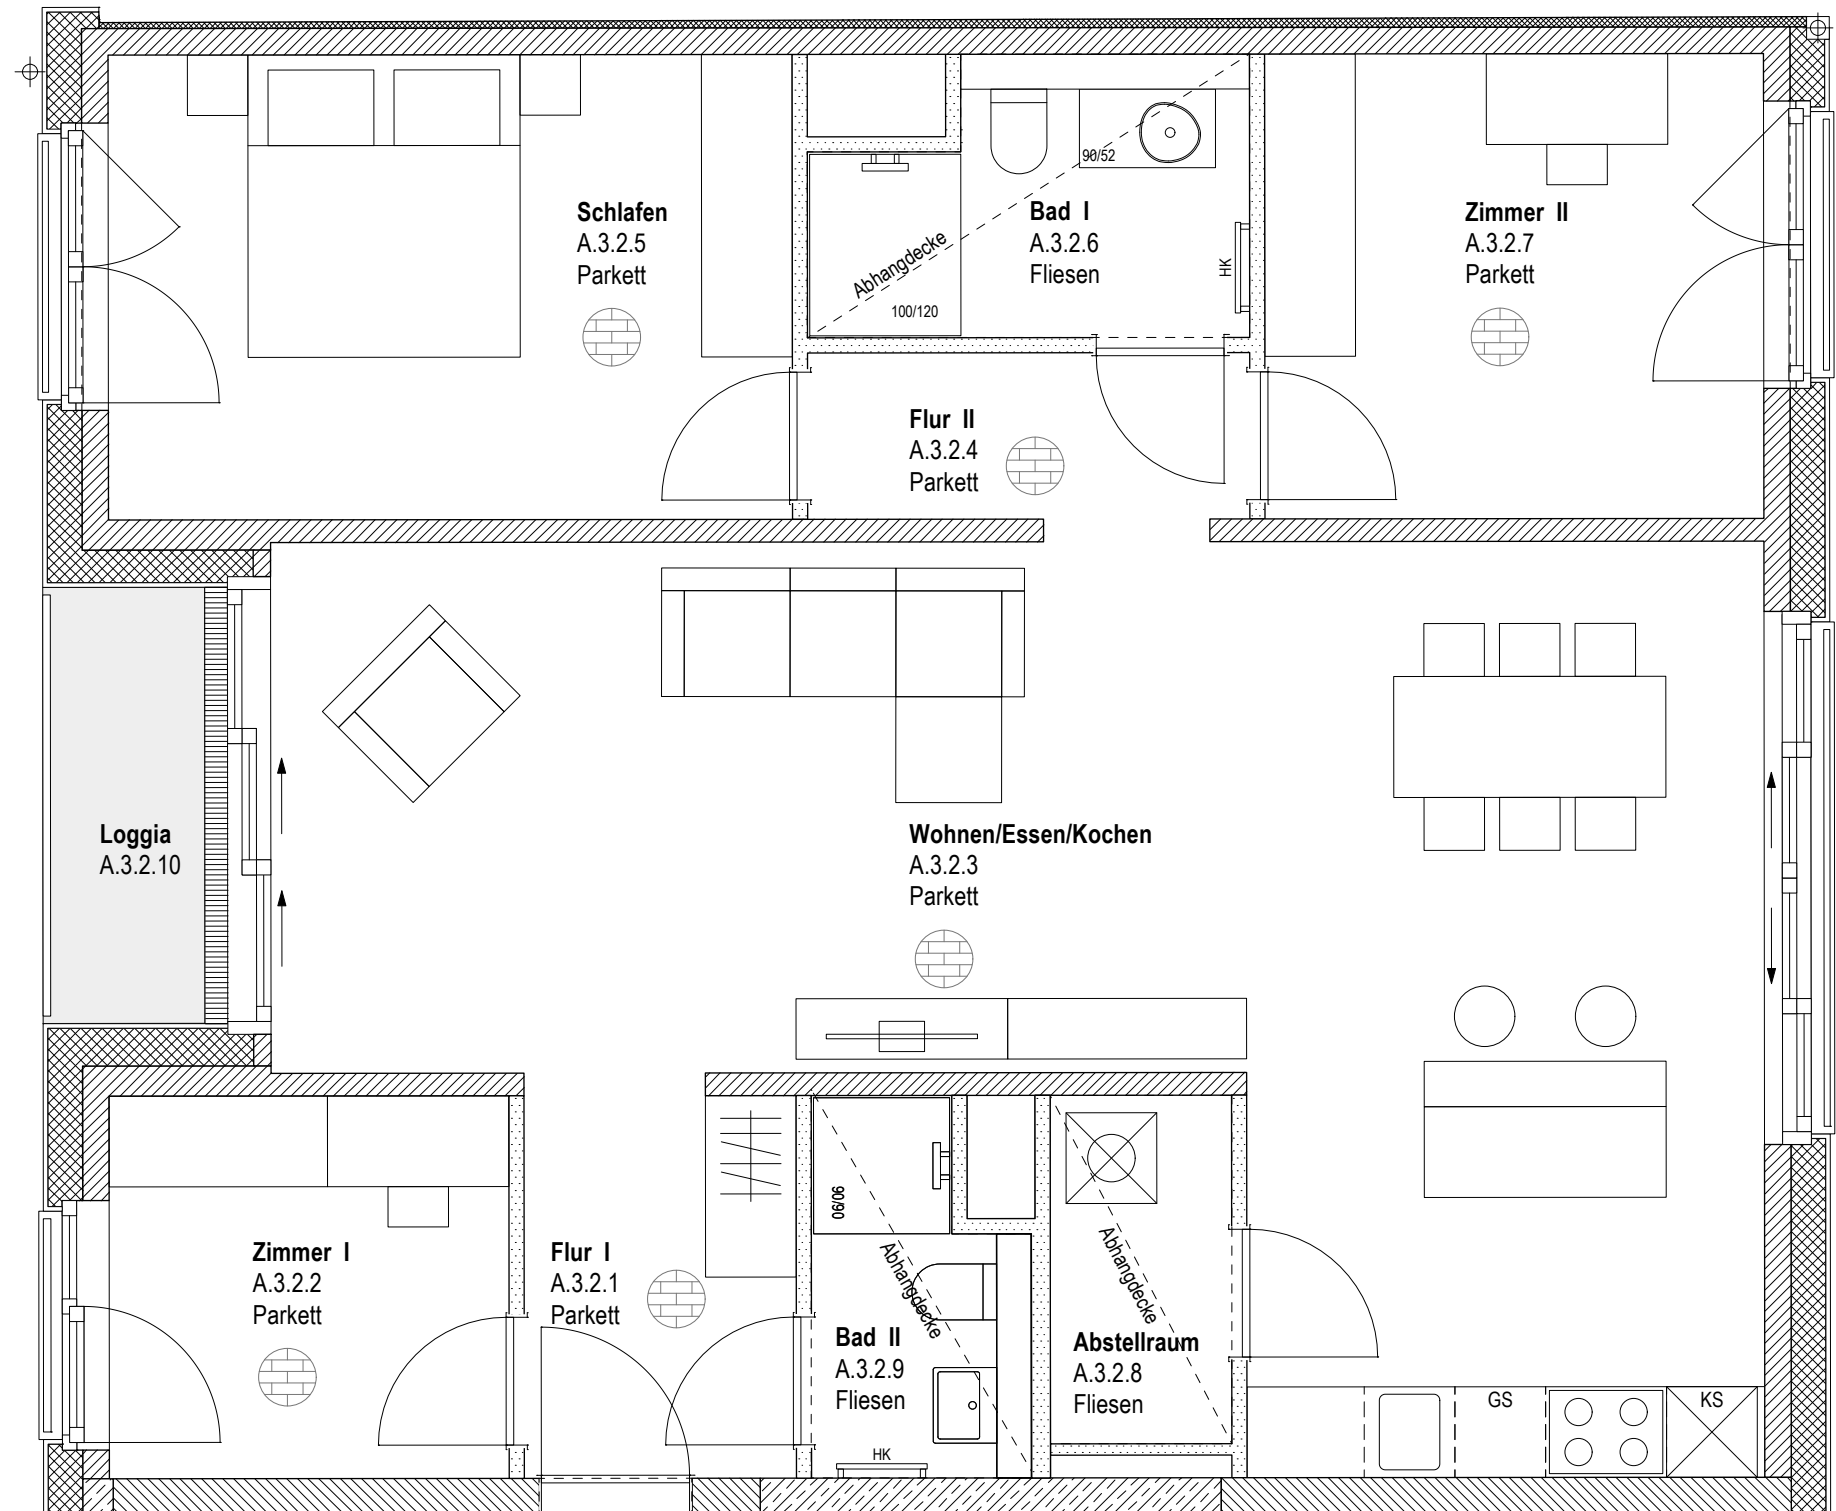 Schlafen
A.3.2.5
Parkett
90/52
Abhangdecke
100/120
Bad I
A.3.2.6
Fliesen
HK
Zimmer II
A.3.2.7
Parkett
Flur II
A.3.2.4
Parkett
Loggia
A.3.2.10
Wohnen/Essen/Kochen
A.3.2.3
Parkett
Zimmer I
A.3.2.2
Parkett
Flur I
A.3.2.1
Parkett
90/90
Abhangdecke
Bad II
A.3.2.9
Fliesen
HK
Abhangdecke
Abstellraum
A.3.2.8
Fliesen
GS
KS